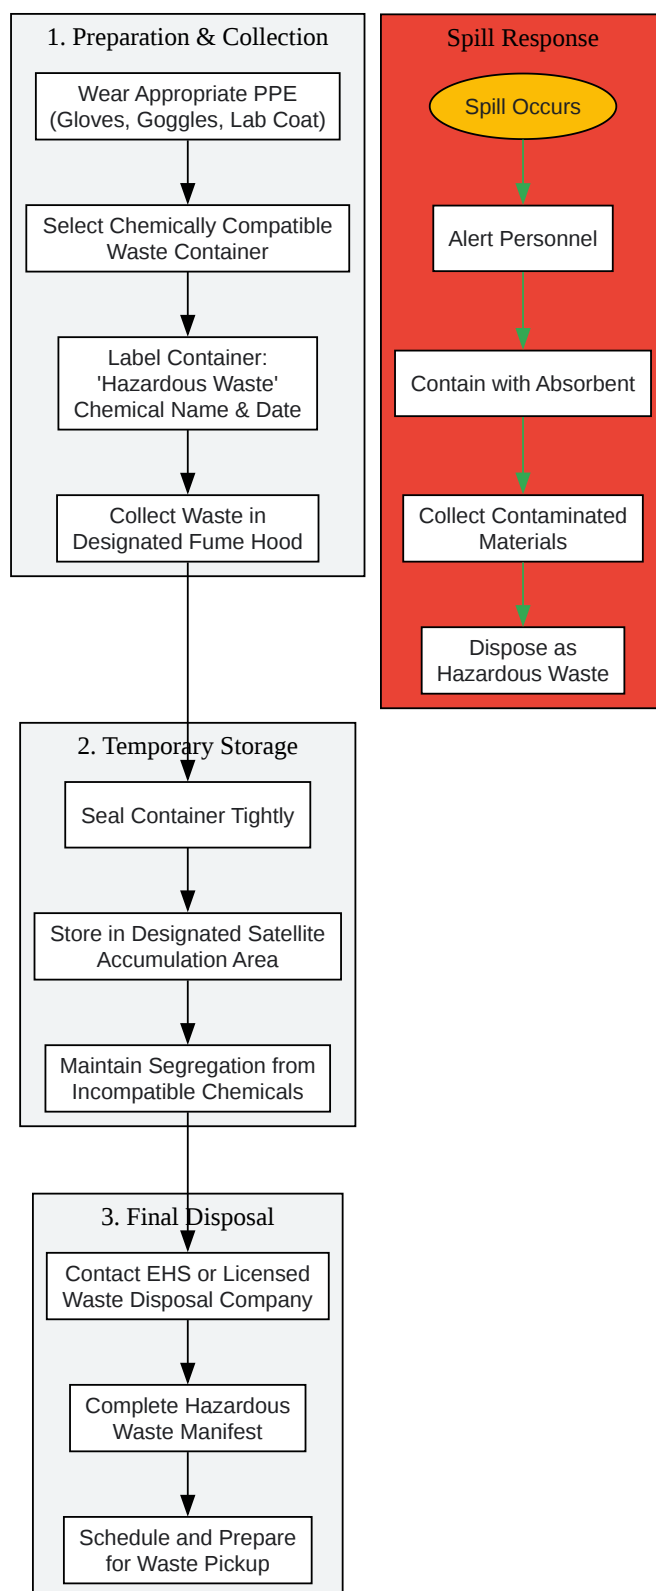 1. Preparation & Collection
Wear Appropriate PPE
(Gloves, Goggles, Lab Coat)
Select Chemically Compatible
Waste Container
Label Container:
'Hazardous Waste'
Chemical Name & Date
Collect Waste in
Designated Fume Hood
2. Temporary Storage
Seal Container Tightly
Store in Designated Satellite
Accumulation Area
Maintain Segregation from
Incompatible Chemicals
3. Final Disposal
Contact EHS or Licensed
Waste Disposal Company
Complete Hazardous
Waste Manifest
Schedule and Prepare
for Waste Pickup
Spill Response
Spill Occurs
Alert Personnel
Contain with Absorbent
Collect Contaminated
Materials
Dispose as
Hazardous Waste